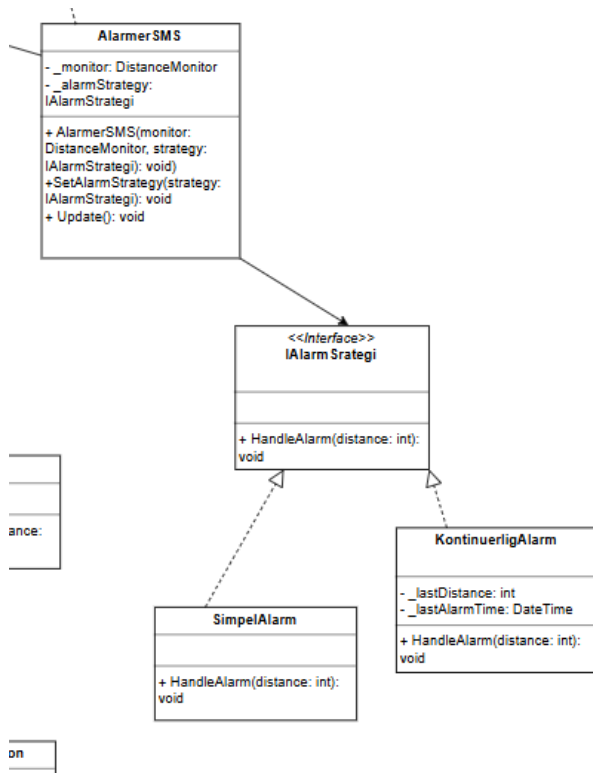 AlarmerSMS
- _monitor: DistanceMonitor
- _alarmStrategy:
IAlarmStrategi
+ AlarmerSMS(monitor:
DistanceMonitor, strategy:
IAlarmStrategi): void)
+SetAlarmStrategy(strategy:
IAlarmStrategi): void
+ Update(): void
<<Interface>>
IAlarmSrategi
+ HandleAlarm(distance: int):
void
ance:
KontinuerligAlarm
- _lastDistance: int
- _lastAlarmTime: DateTime
+ HandleAlarm(distance: int):
void
SimpelAlarm
+ HandleAlarm(distance: int):
void
on